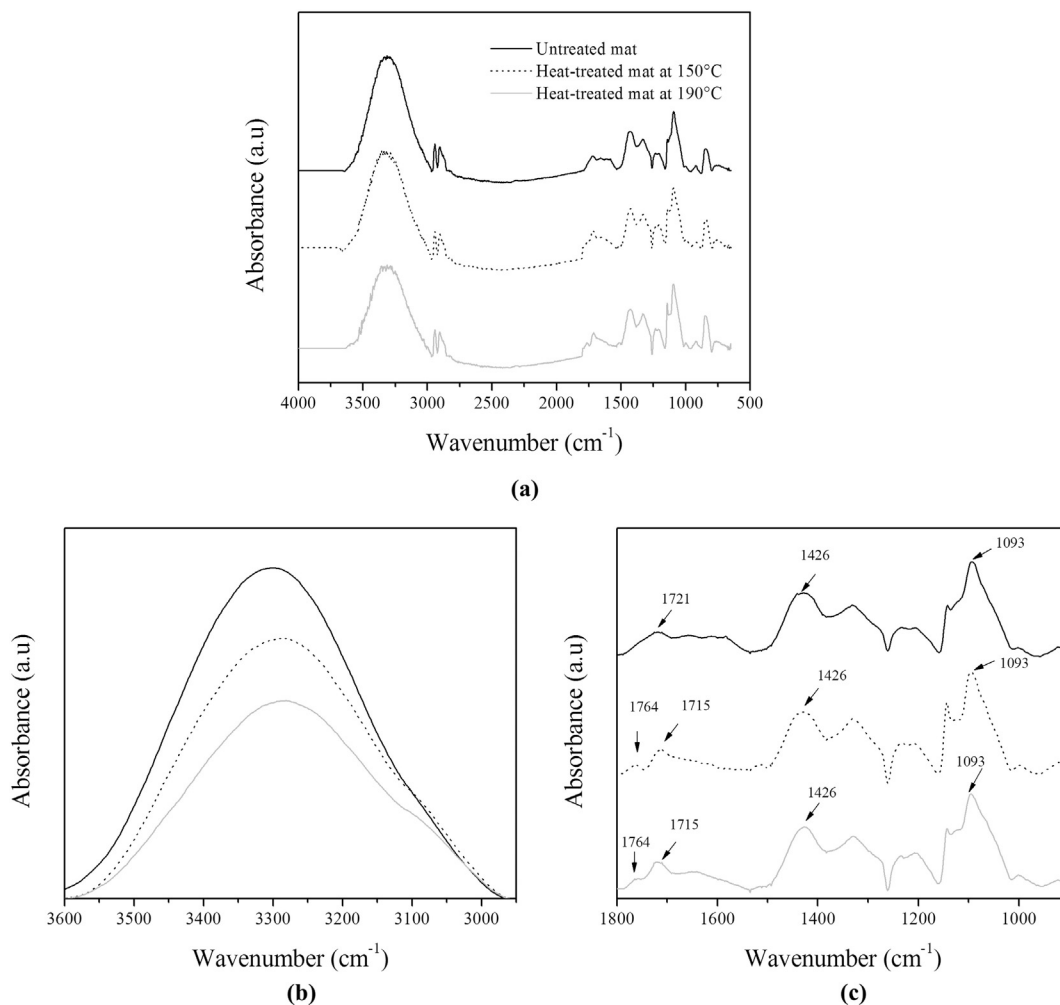 Untreated mat
Heat-treated mat at 150°C
Heat-treated mat at 190°C
Absorbance (a.u)
4000 3500 3000 2500 2000 1500 1000 500
Wavenumber (cm⁻¹)
(a)
Absorbance (a.u)
3600 3500 3400 3300 3200 3100 3000
Wavenumber (cm⁻¹)
(b)
1093
1426
1721
1093
1426
1764
1715
1093
1426
1764
1715
Absorbance (a.u)
1800 1600 1400 1200 1000
Wavenumber (cm⁻¹)
(c)